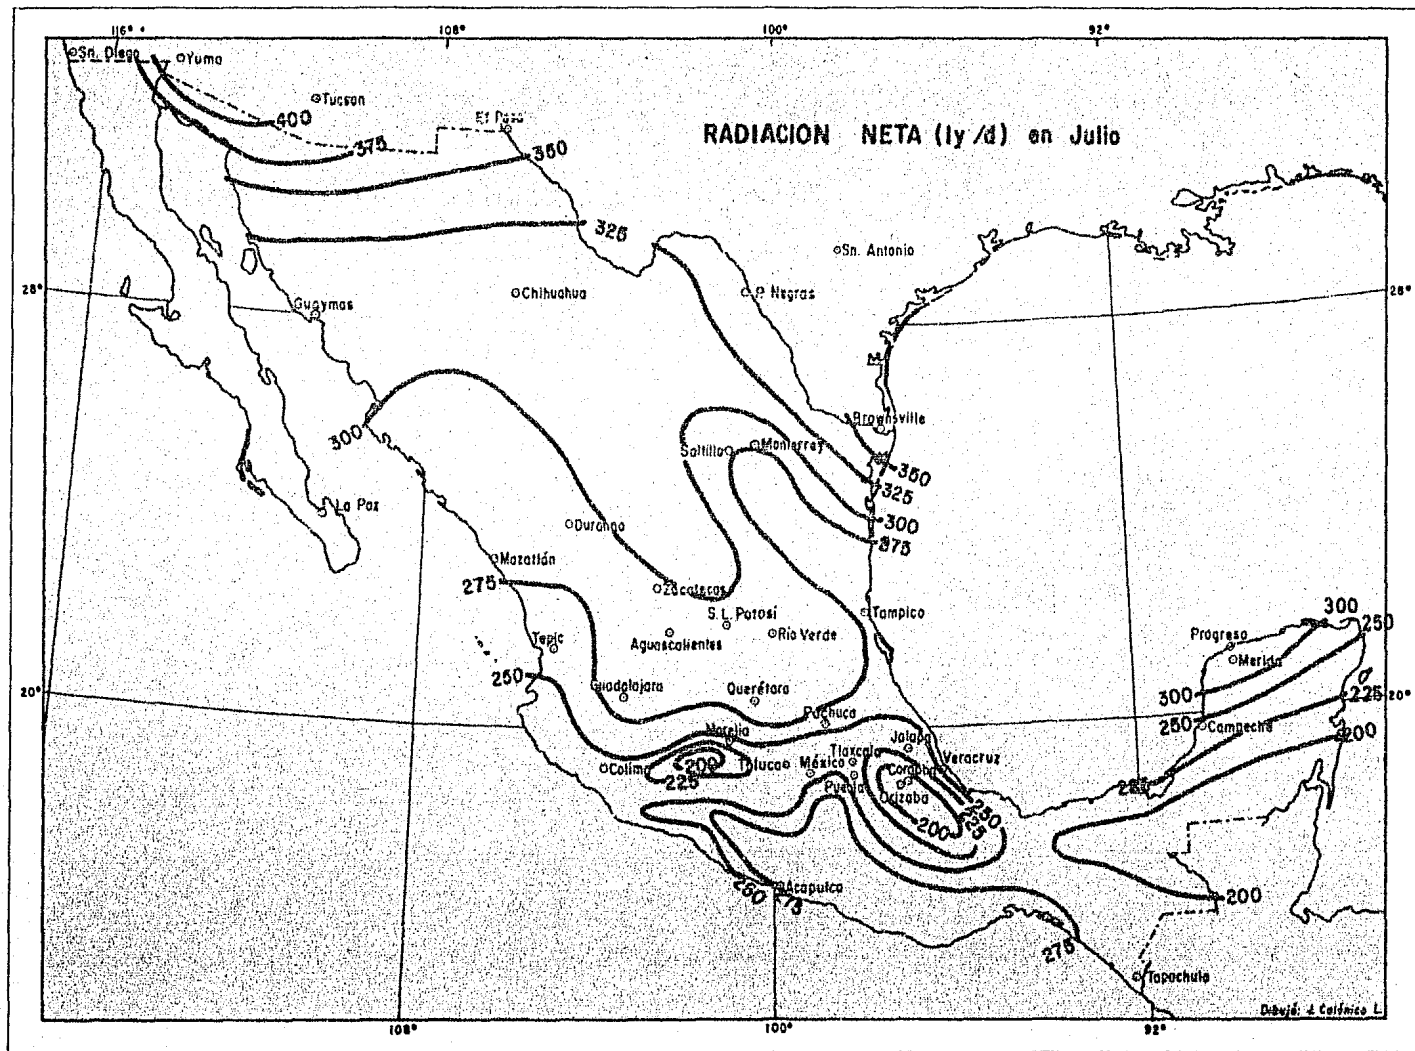 116°
108°
100°
92°
Sn. Diego
Yuma
Tucson
El Paso
400
375
RADIACION NETA (ly/d) en Julio
350
325
Sn. Antonio
28°
28°
Chihuahua
P. Negras
Guaymas
300
Brownsville
Saltillo
Monterrey
350
325
300
275
La Paz
Durango
Mazatlán
275
Zacatecas
S.L. Potosí
Tampico
300
250
Aguascalientes
Río Verde
Progreso
Merida
Tepic
250
20°
Guadalajara
Querétaro
300
225
20°
Pachuca
250
Campeche
200
Morelia
Jalapa
Tlaxcala
Veracruz
Colima
200
Toluca
México
Cordoba
225
Puebla
Orizaba
225
250
225
200
250
Acapulco
275
200
275
Tapachula
Dibujó: J. Calónico L.
108°
100°
92°